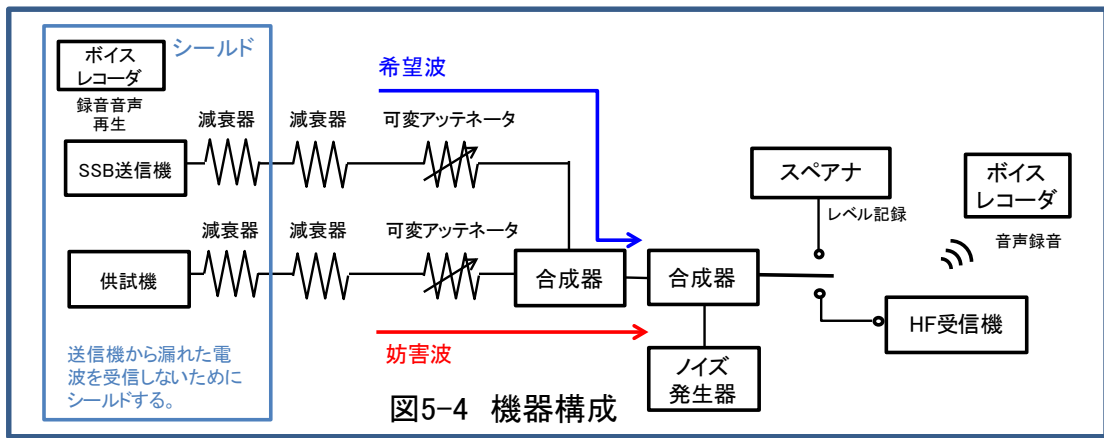 ボイス
レコーダ
シールド
録音音声
再生
希望波
減衰器
減衰器
可変アッテネータ
SSB送信機
スペアナ
ボイス
レコーダ
レベル記録
音声録音
減衰器
減衰器
可変アッテネータ
供試機
合成器
合成器
HF受信機
妨害波
送信機から漏れた電
波を受信しないために
シールドする。
ノイズ
発生器
図5-4 機器構成